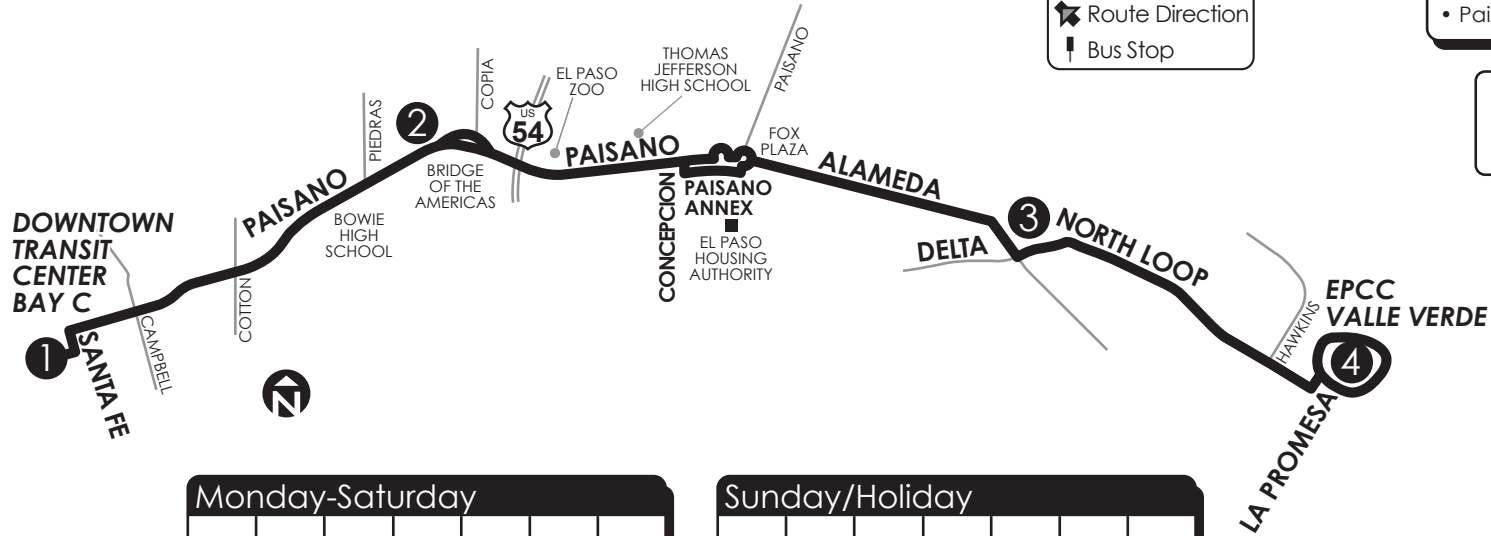 Route Direction
Bus Stop
• Pai
PAISANO
COPIA
THOMAS
JEFFERSON
HIGH SCHOOL
EL PASO
ZOO
US
54
PIEDRAS
2
PAISANO
FOX
PLAZA
ALAMEDA
BRIDGE
OF THE
AMERICAS
PAISANO
CONCEPCION
PAISANO
ANNEX
EL PASO
HOUSING
AUTHORITY
BOWIE
HIGH
SCHOOL
3
NORTH LOOP
DELTA
DOWNTOWN
TRANSIT
CENTER
BAY C
COTTON
CAMPBELL
1
SANTA FE
N
HAWKINS
EPCC
VALLE VERDE
4
LA PROMESA
Monday-Saturday
Sunday/Holiday